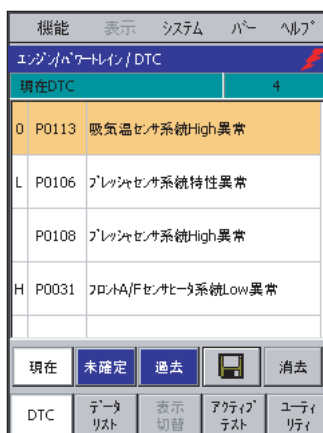 機能 表示 システム バー ヘルプ
エンジン/パワートレイン / DTC
現在DTC 4
0 P0113 吸気温センサ系統High異常
L P0106 プレッシャセンサ系統特性異常
P0108 プレッシャセンサ系統High異常
H P0031 フロントA/Fセンサヒータ系統Low異常
現在 未確定 過去 消去
DTC データ 表示 アクティブ ユーティ
リスト 切替 テスト リティ